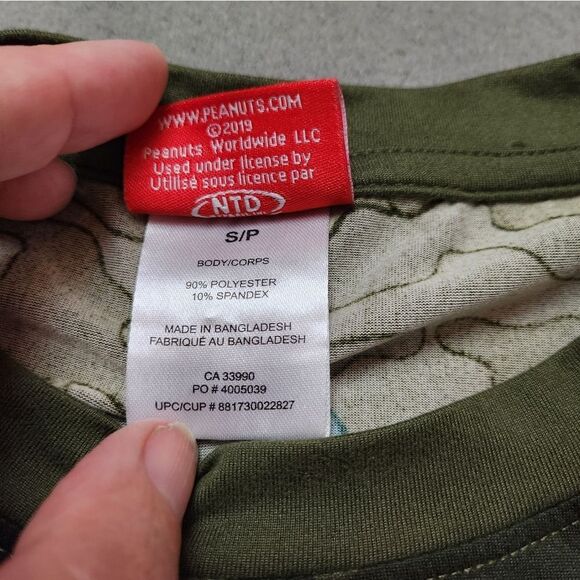 WWW.PEANUTS.COM
©2019
Peanuts Worldwide LLC
Used under license by
Utilisé sous licence par
NTD
S/P
BODY/CORPS
90% POLYESTER
10% SPANDEX
MADE IN BANGLADESH
FABRIQUÉ AU BANGLADESH
CA 33990
PO # 4005039
UPC/CUP # 881730022827